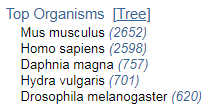 Top Organisms [Tree]
Mus musculus (2652)
Homo sapiens (2598)
Daphnia magna (757)
Hydra vulgaris (701)
Drosophila melanogaster (620)